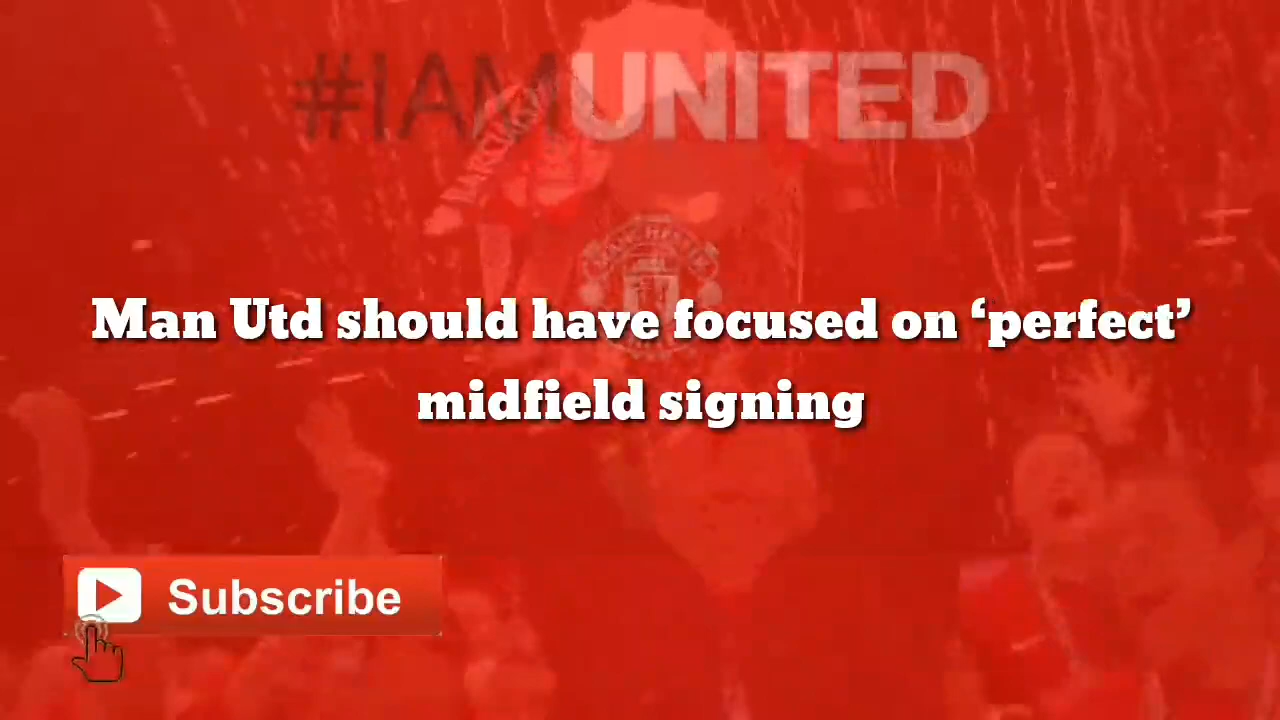 #IAMUNITED
Man Utd should have focused on ‘perfect’
midfield signing
Subscribe